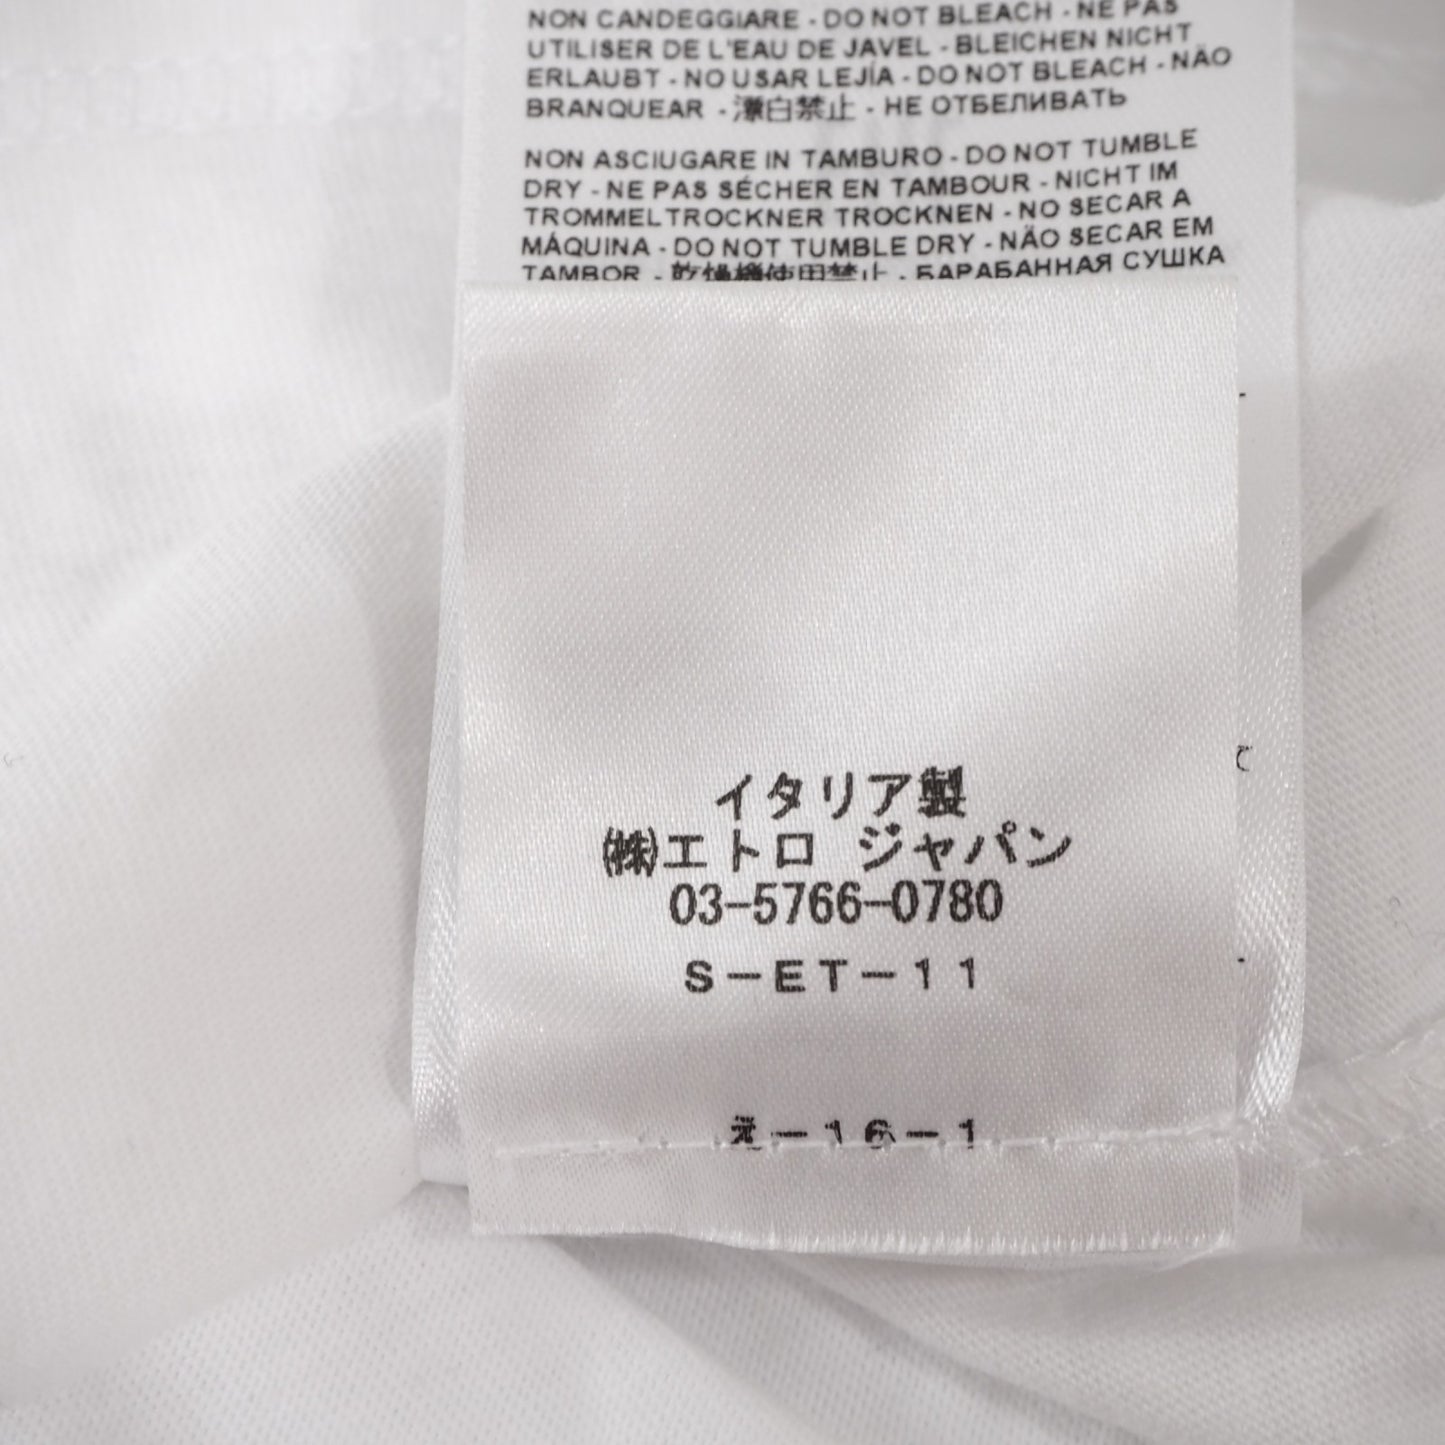 NON CANDEGGIARE - DO NOT BLEACH - NE PAS
UTILISER DE L'EAU DE JAVEL - BLEICHEN NICHT
ERLAUBT - NO USAR LEJÍA - DO NOT BLEACH - NÃO
BRANQUEAR - 漂白禁止 - НЕ ОТБЕЛИВАТЬ
NON ASCIUGARE IN TAMBURO - DO NOT TUMBLE
DRY - NE PAS SÉCHER EN TAMBOUR - NICHT IM
TROMMELTROCKNER TROCKNEN - NO SECAR A
MÁQUINA - DO NOT TUMBLE DRY - NÃO SECAR EM
TAMBOR - 乾燥機使用禁止 - БАРАБАННАЯ СУШКА
イタリア製
㈱エトロ ジャパン
03-5766-0780
S-ET-11
え-16-1